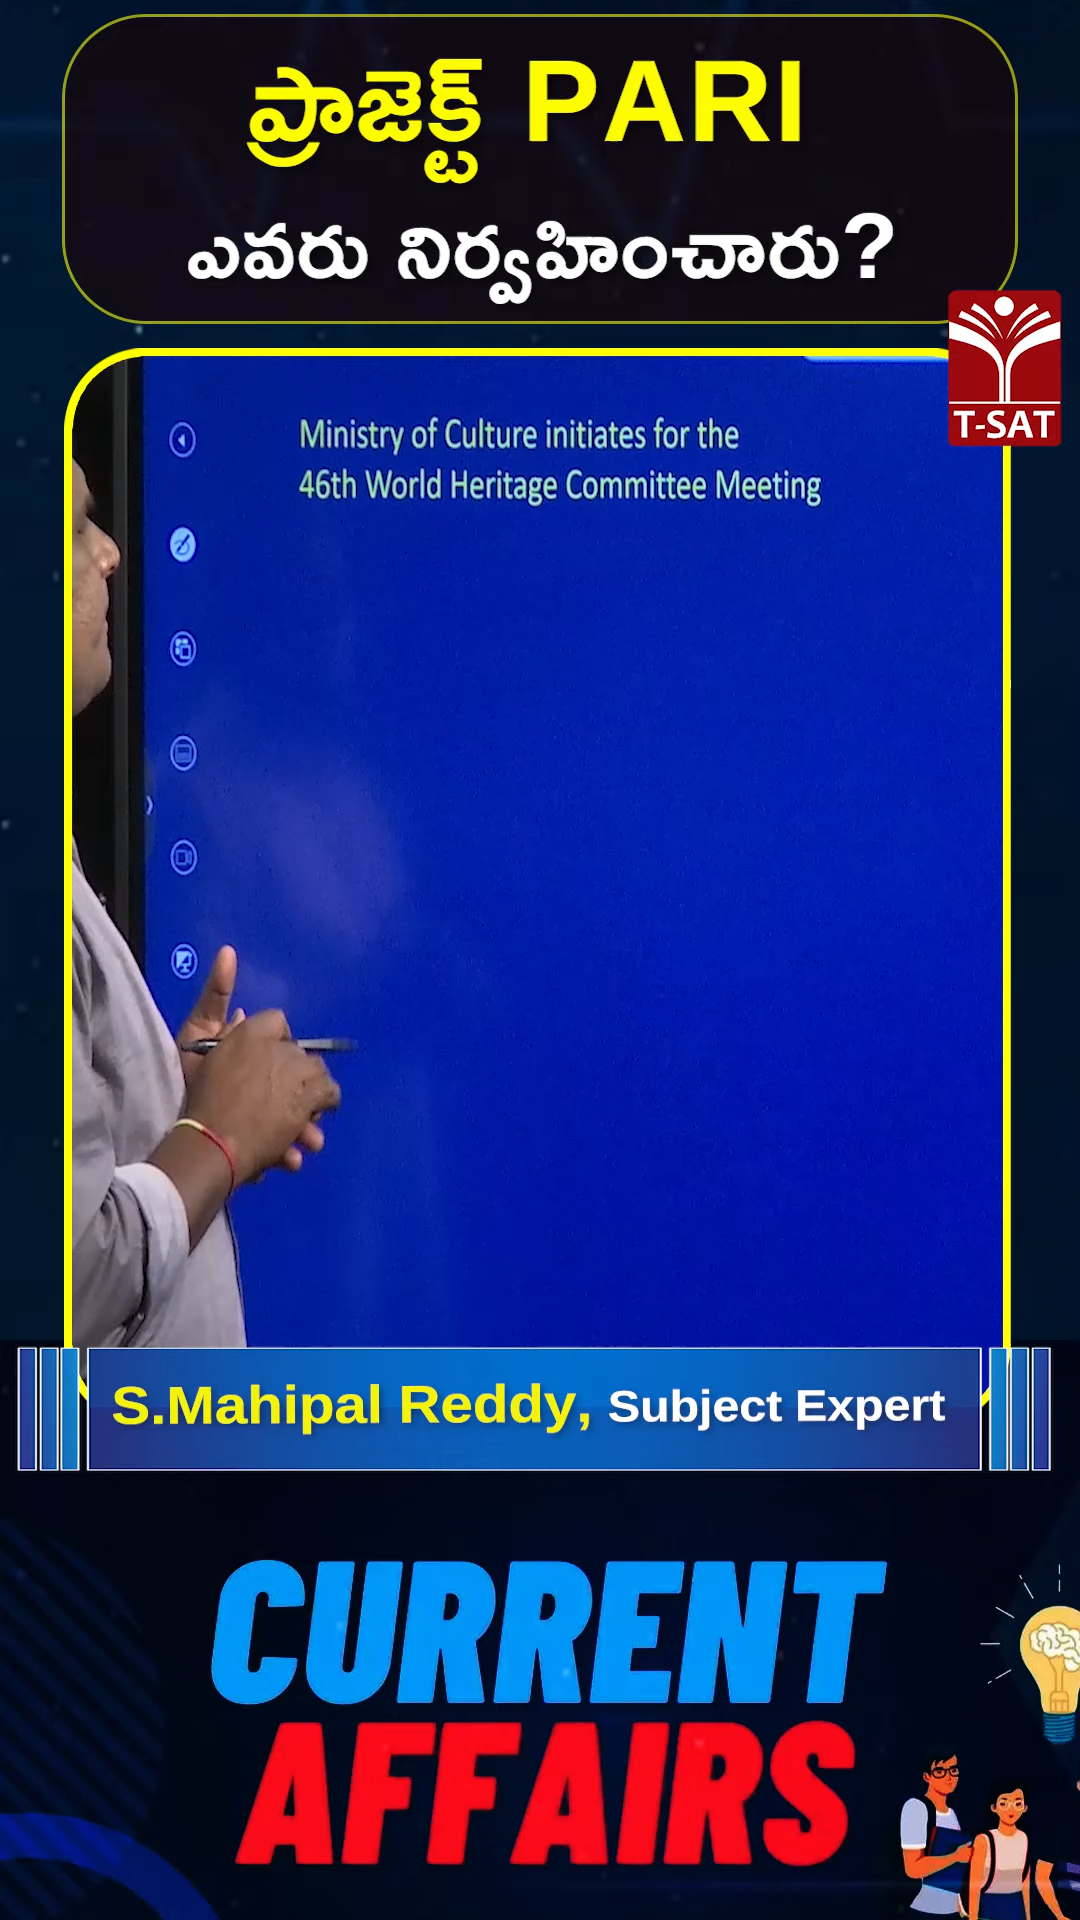 ప్రాజెక్ట్ PARI
ఎవరు నిర్వహించారు?
T-SAT
Ministry of Culture initiates for the
46th World Heritage Committee Meeting
S.Mahipal Reddy, Subject Expert
CURRENT
AFFAIRS